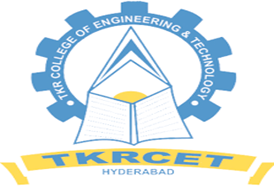 TKR COLLEGE OF ENGINEERING & TECHNOLOGY
TKRCET
HYDERABAD